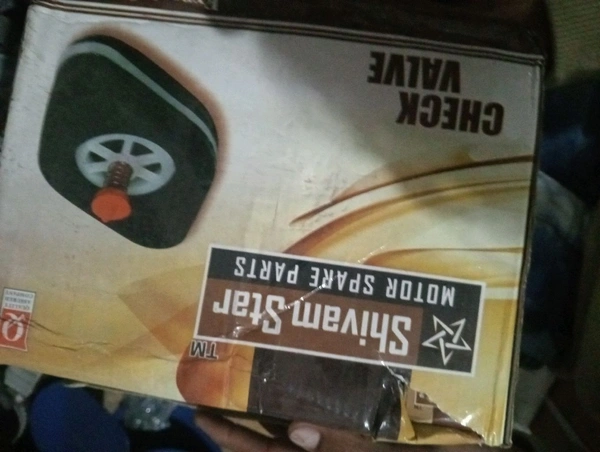 TM
Shivam Star
MOTOR SPARE PARTS
CHECK
VALVE